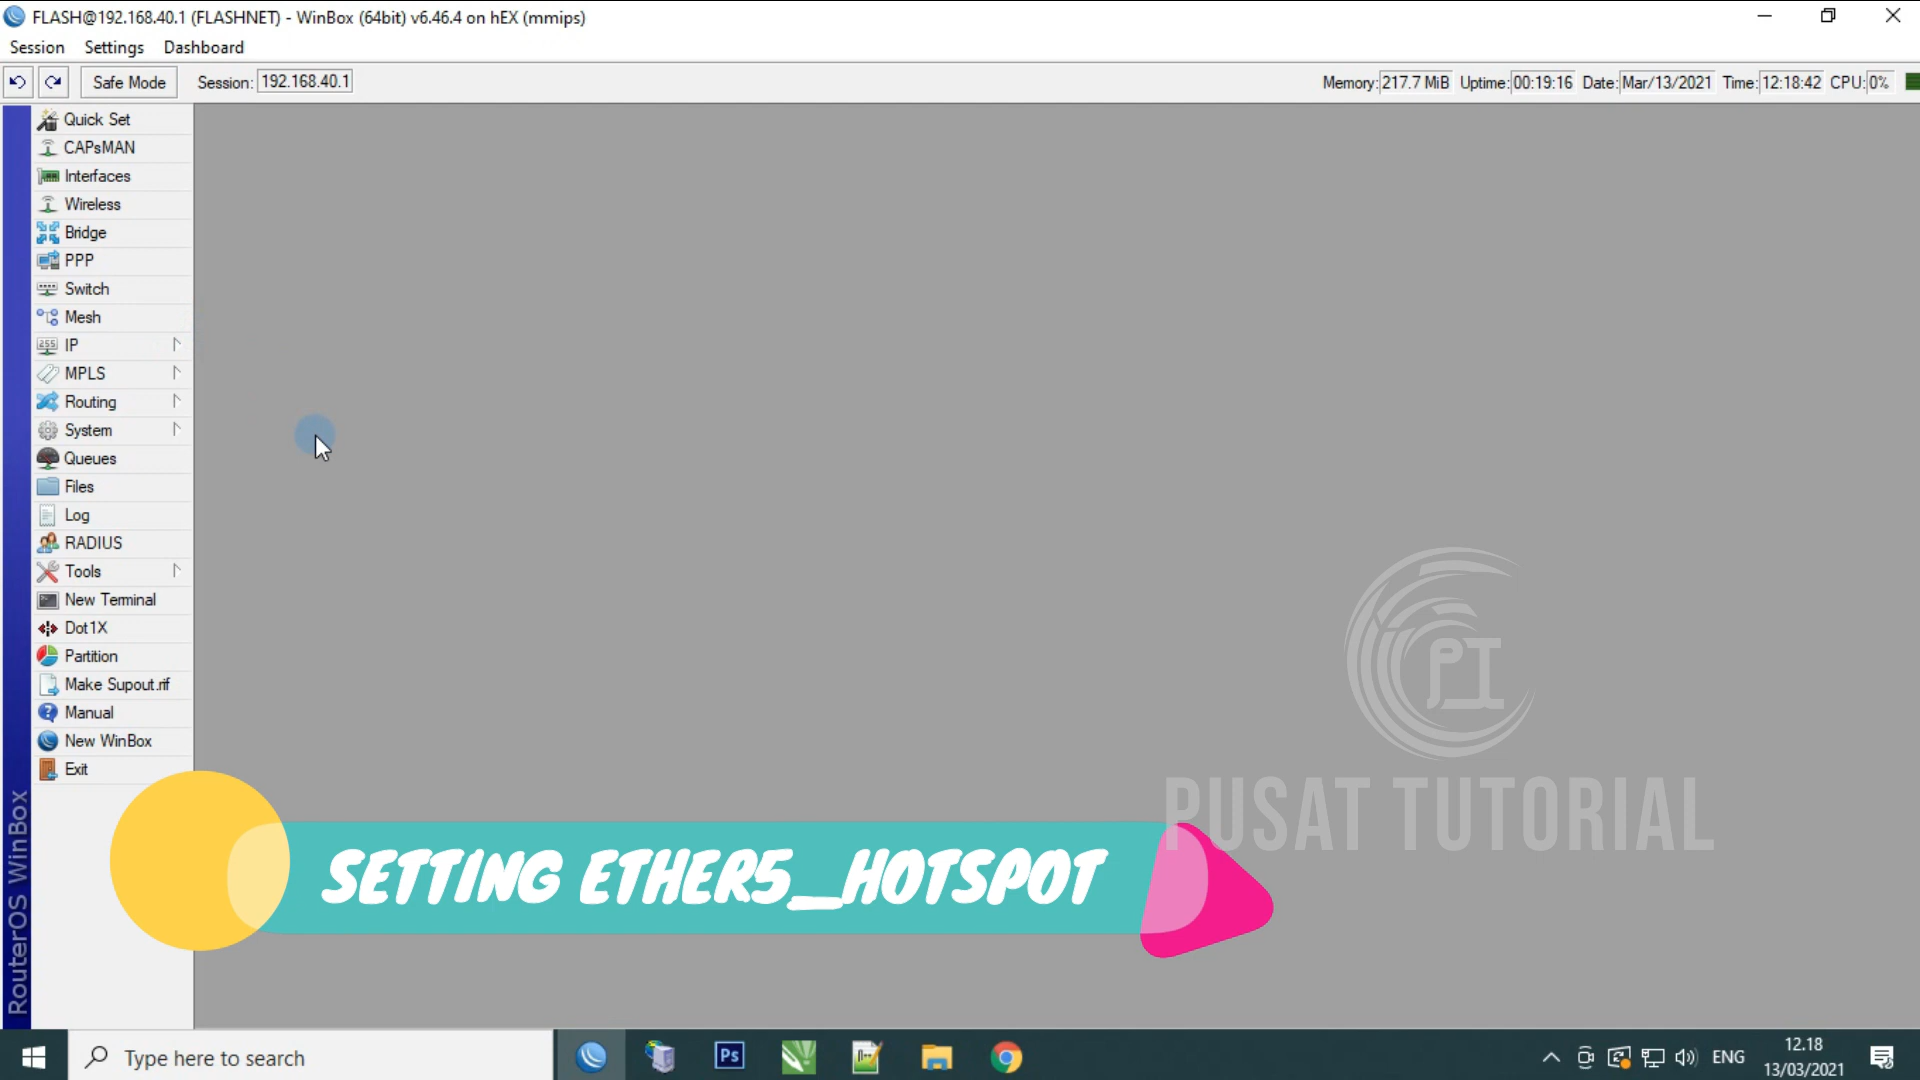 FLASH@192.168.40.1 (FLASHNET) - WinBox (64bit) v6.46.4 on hEX (mmips)
Session Settings Dashboard
Safe Mode Session: 192.168.40.1 Memory: 217.7 MiB Uptime: 00:19:16 Date: Mar/13/2021 Time: 12:18:42 CPU: 0%
Quick Set
CAPsMAN
Interfaces
Wireless
Bridge
PPP
Switch
Mesh
255 IP
MPLS
Routing
System
Queues
Files
Log
RADIUS
Tools
New Terminal
Dot1X
Partition
Make Supout.rif
Manual
New WinBox
Exit
RouterOS WinBox
PT
PUSAT TUTORIAL
SETTING ETHER5_HOTSPOT
Type here to search
Ps
ENG
12.18
13/03/2021